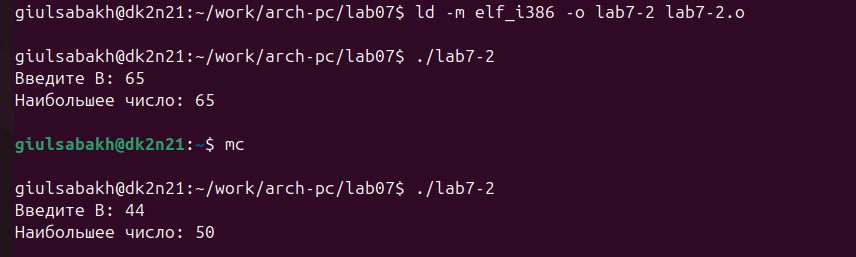 giulsabakh@dk2n21:~/work/arch-pc/lab07$ ld -m elf_i386 -o lab7-2 lab7-2.o
giulsabakh@dk2n21:~/work/arch-pc/lab07$ ./lab7-2
Введите B: 65
Наибольшее число: 65
giulsabakh@dk2n21:~$ mc
giulsabakh@dk2n21:~/work/arch-pc/lab07$ ./lab7-2
Введите B: 44
Наибольшее число: 50